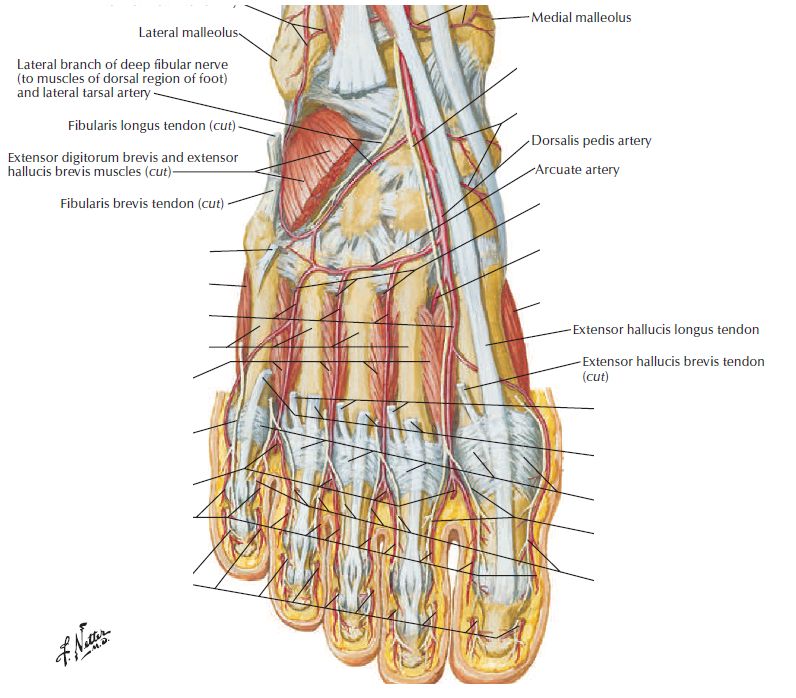 Medial malleolus
Lateral malleolus
Lateral branch of deep fibular nerve
(to muscles of dorsal region of foot)
and lateral tarsal artery
Fibularis longus tendon (cut)
Dorsalis pedis artery
Extensor digitorum brevis and extensor
hallucis brevis muscles (cut)
Arcuate artery
Fibularis brevis tendon (cut)
Extensor hallucis longus tendon
Extensor hallucis brevis tendon
(cut)
F. Netter
M.D.